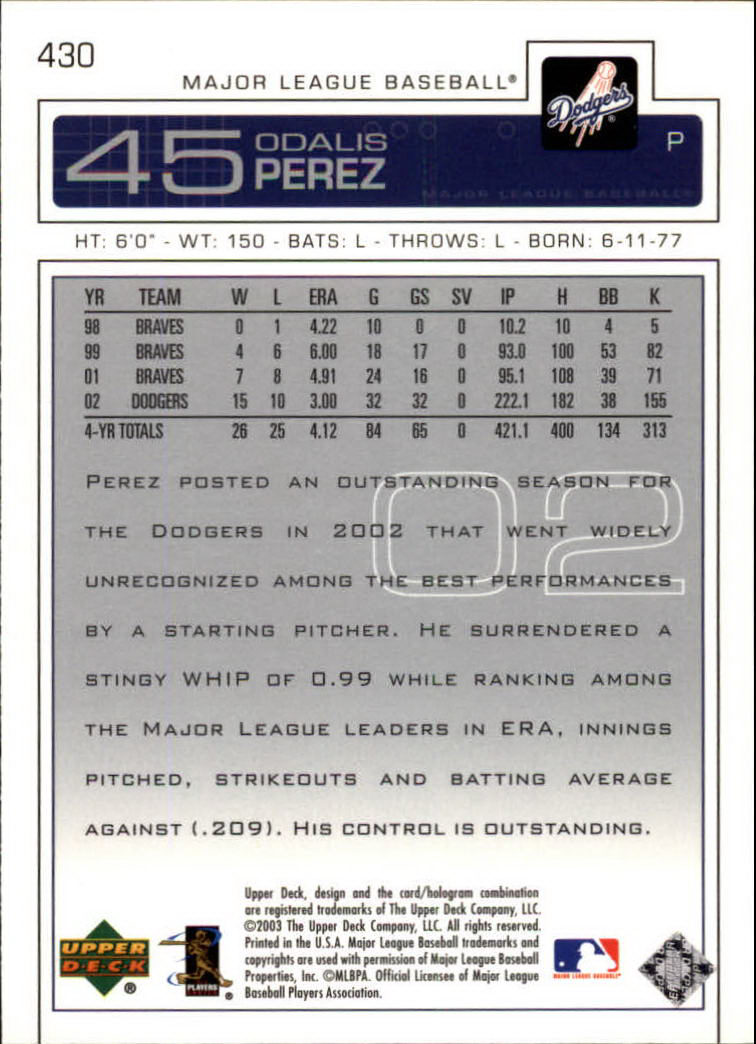 430
MAJOR LEAGUE BASEBALL®
Dodgers®
45 ODALIS
PEREZ
P
MAJOR LEAGUE BASEBALL
HT: 6'0" - WT: 150 - BATS: L - THROWS: L - BORN: 6-11-77
YR TEAM W L ERA G GS SV IP H BB K
98 BRAVES 0 1 4.22 10 0 0 10.2 10 4 5
99 BRAVES 4 6 6.00 18 17 0 93.0 100 53 82
01 BRAVES 7 8 4.91 24 16 0 95.1 108 39 71
02 DODGERS 15 10 3.00 32 32 0 222.1 182 38 155
4-YR TOTALS 26 25 4.12 84 65 0 421.1 400 134 313
02
PEREZ POSTED AN OUTSTANDING SEASON FOR
THE DODGERS IN 2002 THAT WENT WIDELY
UNRECOGNIZED AMONG THE BEST PERFORMANCES
BY A STARTING PITCHER. HE SURRENDERED A
STINGY WHIP OF 0.99 WHILE RANKING AMONG
THE MAJOR LEAGUE LEADERS IN ERA, INNINGS
PITCHED, STRIKEOUTS AND BATTING AVERAGE
AGAINST (.209). HIS CONTROL IS OUTSTANDING.
Upper Deck, design and the card/hologram combination
are registered trademarks of The Upper Deck Company, LLC.
©2003 The Upper Deck Company, LLC. All rights reserved.
Printed in the U.S.A. Major League Baseball trademarks and
copyrights are used with permission of Major League Baseball
Properties, Inc. ©MLBPA. Official Licensee of Major League
Baseball Players Association.
UPPER
DECK®
PLAYERS
®
MAJOR LEAGUE BASEBALL®